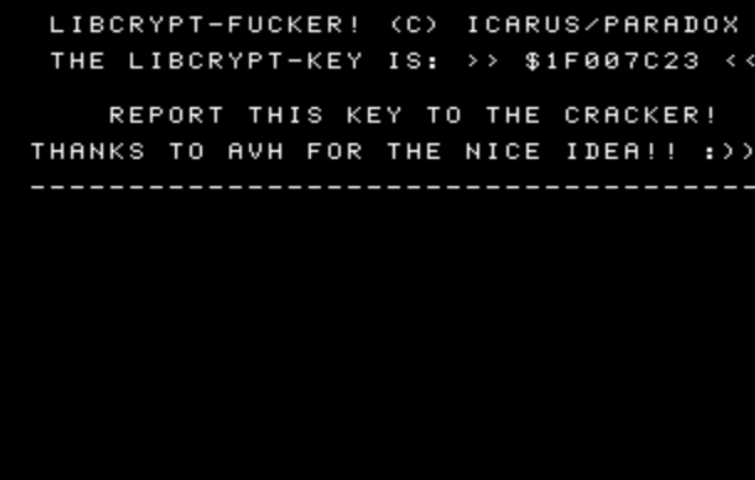 LIBCRYPT-FUCKER! (C) ICARUS/PARADOX
THE LIBCRYPT-KEY IS: >> $1F007C23 <<
REPORT THIS KEY TO THE CRACKER!
THANKS TO AVH FOR THE NICE IDEA!! :))
-------------------------------------